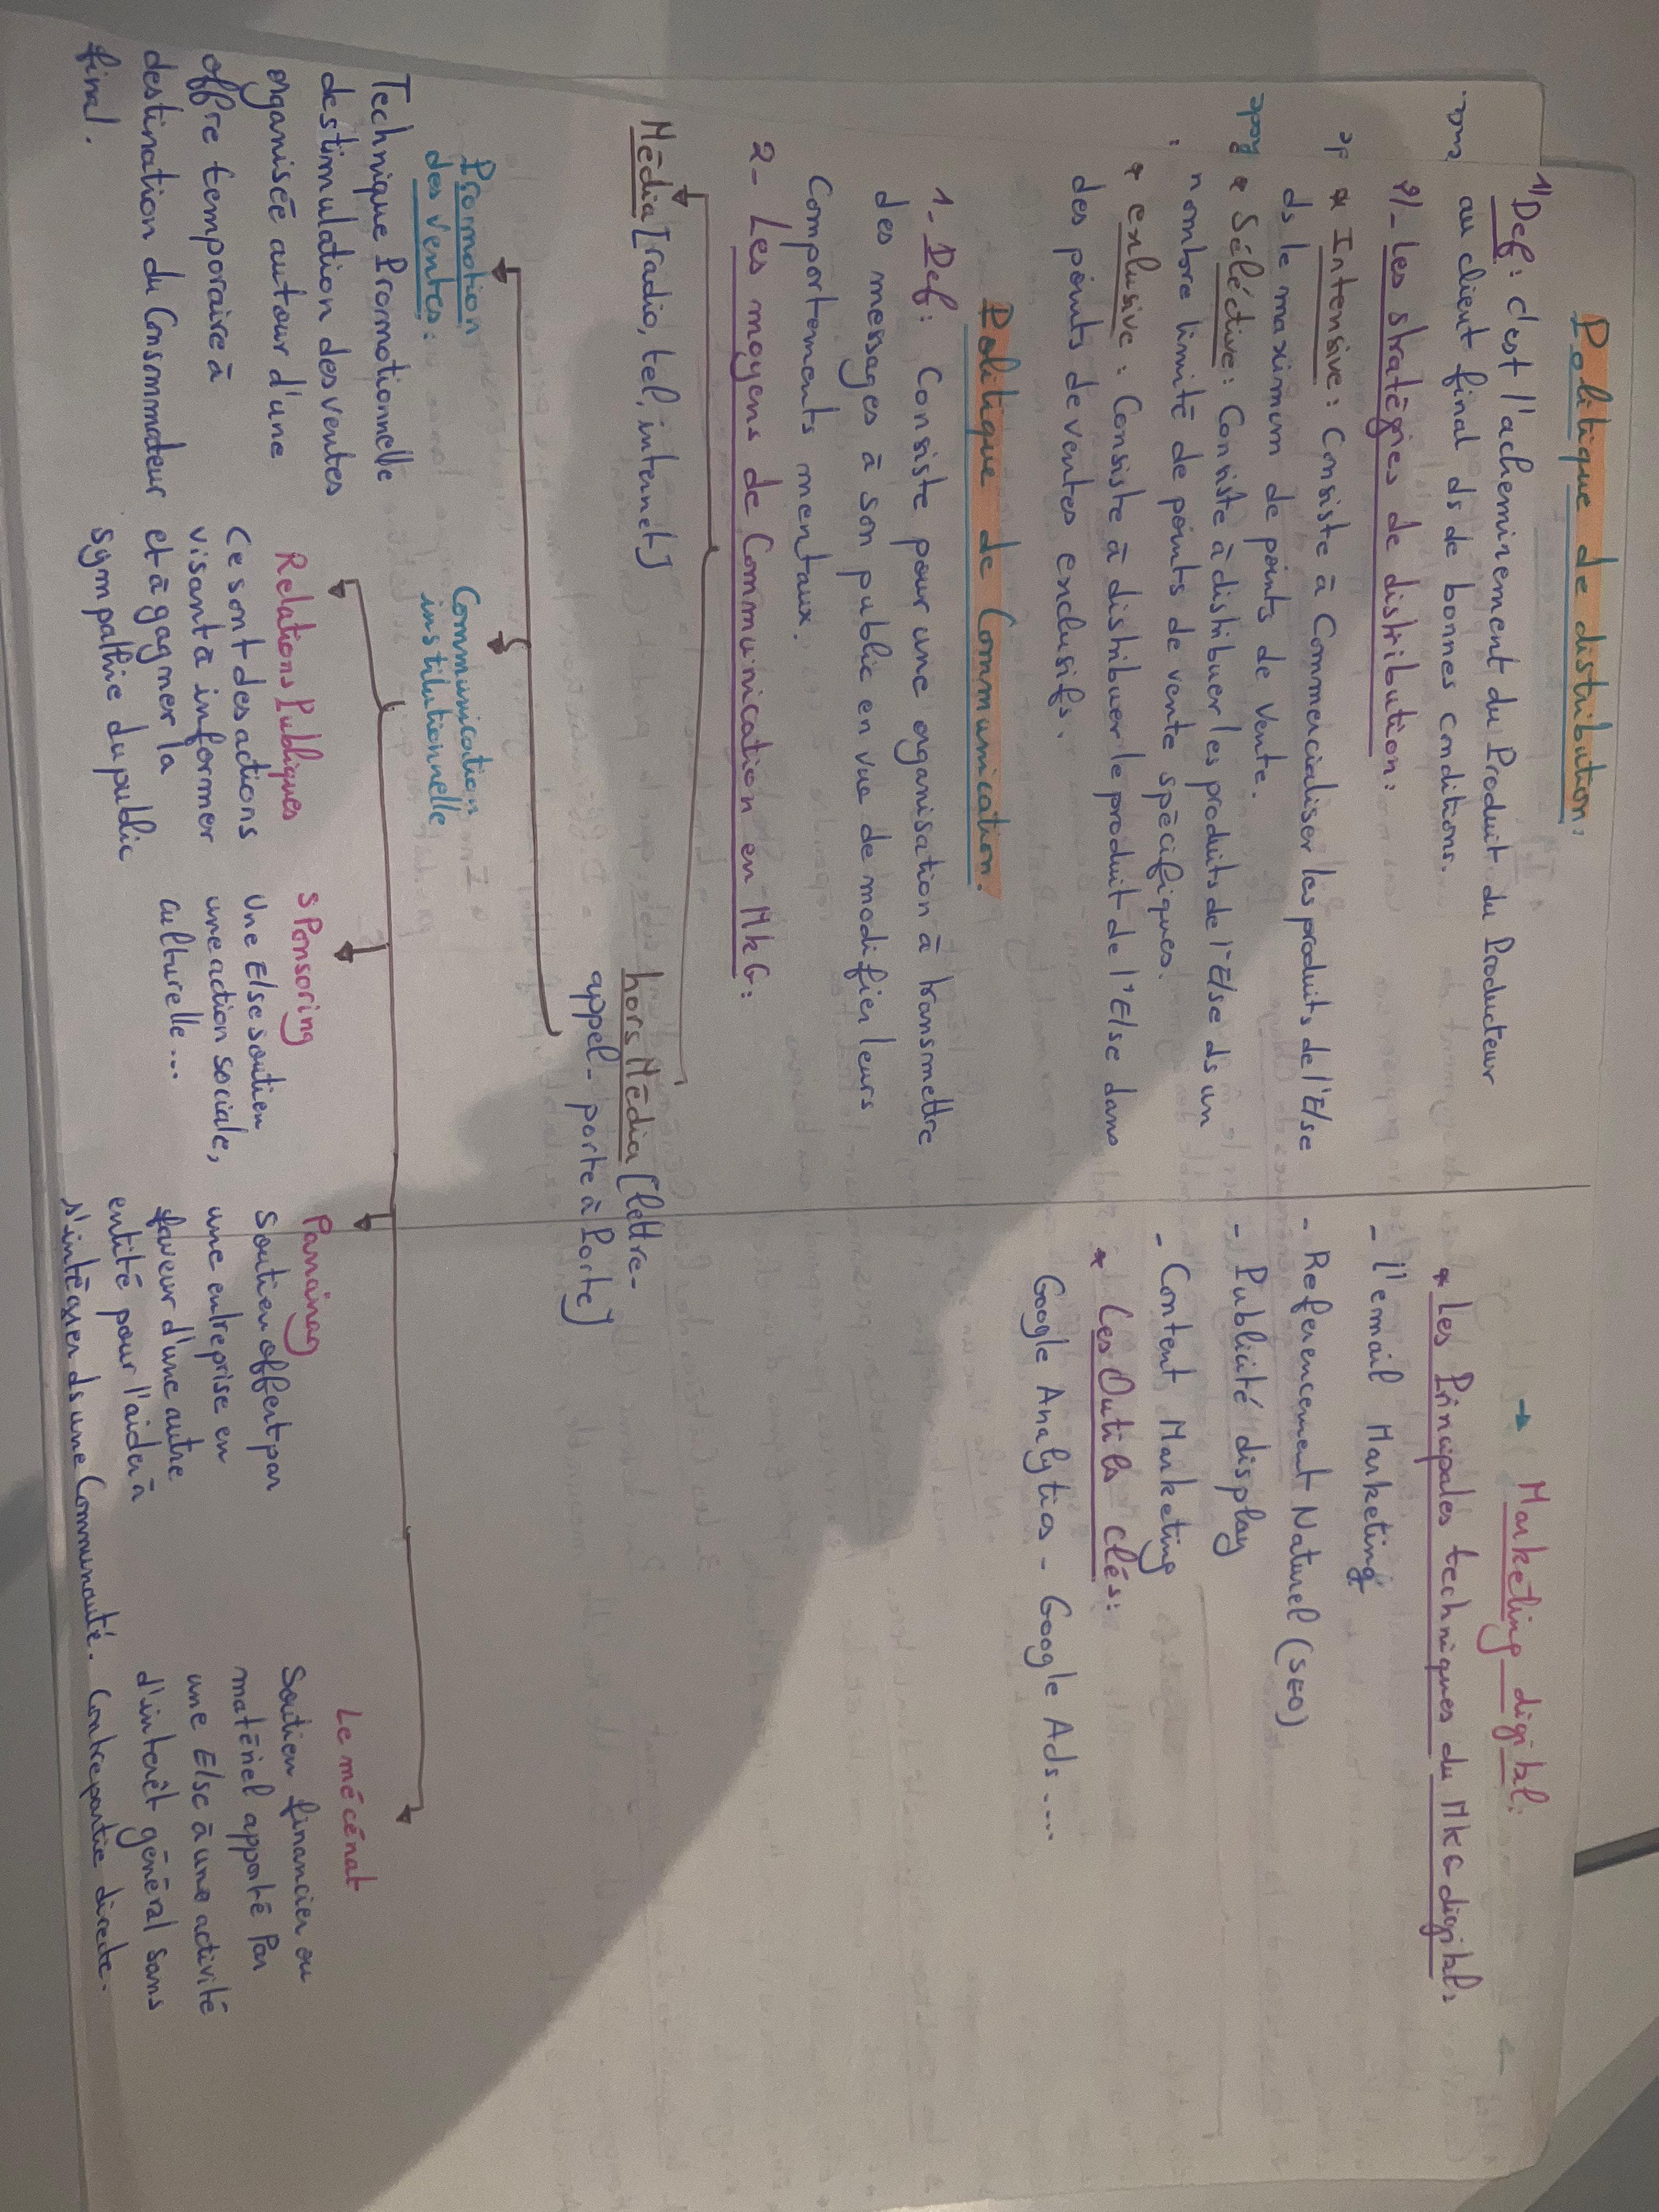 Politique de distribution:
1) Def: c'est l'acheminement du Produit du Producteur
au client final ds de bonnes conditions.
2/- Les stratégies de distribution:
* Intensive: Consiste à Commercialiser les produits de l'E/se
ds le maximum de points de vente.
* Séléctive: Consiste à distribuer les produits de l'E/se ds un
nombre limité de points de vente spécifiques.
* exlusive: Consiste à distribuer le produit de l'E/se dans
des points de ventes exclusifs.
Politique de Communication.
1- Def: Consiste pour une organisation à transmettre
des messages à son public en vue de modifier leurs
Comportements mentaux.
2- Les moyens de Communication en MkG:
Média [radio, tel, internet]
hors Média [lettre-
appel- porte à Porte]
Promotion
des ventes:
Technique Promotionnelle
de stimulation des ventes
organisée autour d'une
offre temporaire à
destination du Consommateur
final.
Communication
institutionnelle
Relations Publiques
Ce sont des actions
visant à informer
et à gagner la
sympathie du public
sPonsoring
Une E/se soutien
une action sociale,
culturelle ...
Parrainag
Soutien offert par
une entreprise en
faveur d'une autre
entité pour l'aider à
s'intégrer ds une Communauté.
Le mécénat
Soutien financier ou
matériel apporté Par
une E/se à une activité
d'interêt général sans
Contrepartie directe.
→ Marketing digital:
* Les Principales techniques du MKG digital:
- l'email Marketing
- Referencement Naturel (SEO)
- Publicité display
- Content Marketing
* Les Outils clés:
Google Analytics - Google Ads ....